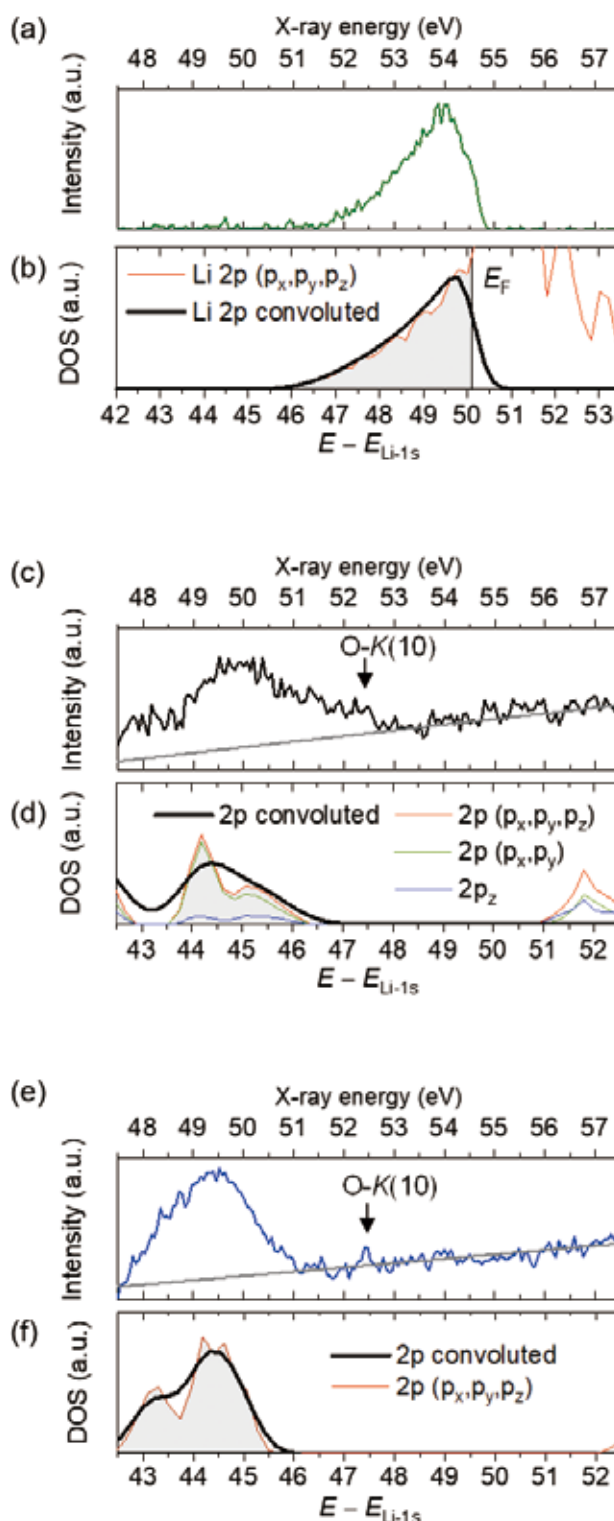 (a)
X-ray energy (eV)
48 49 50 51 52 53 54 55 56 57
Intensity (a.u.)
(b)
DOS (a.u.)
Li 2p (px,py,pz)
Li 2p convoluted
EF
42 43 44 45 46 47 48 49 50 51 52 53
E – ELi-1s
(c)
X-ray energy (eV)
48 49 50 51 52 53 54 55 56 57
Intensity (a.u.)
O-K(10)
(d)
DOS (a.u.)
2p convoluted
2p (px,py,pz)
2p (px,py)
2pz
43 44 45 46 47 48 49 50 51 52
E – ELi-1s
(e)
X-ray energy (eV)
48 49 50 51 52 53 54 55 56 57
Intensity (a.u.)
O-K(10)
(f)
DOS (a.u.)
2p convoluted
2p (px,py,pz)
43 44 45 46 47 48 49 50 51 52
E – ELi-1s